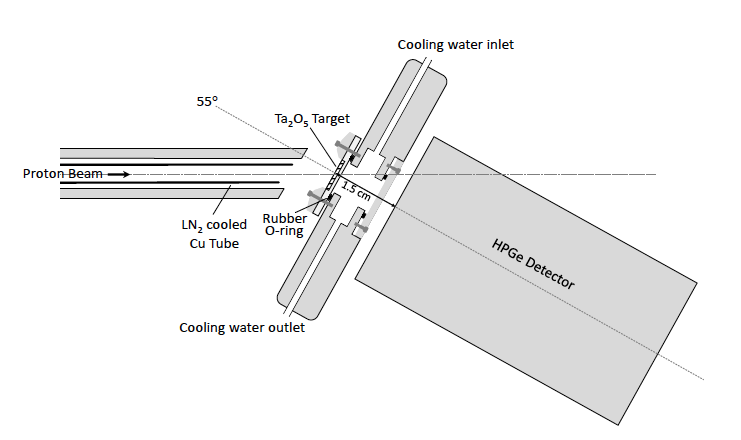 Cooling water inlet
55°
Ta₂O₅ Target
Proton Beam
1.5 cm
LN₂ cooled
Cu Tube
Rubber
O-ring
HPGe Detector
Cooling water outlet